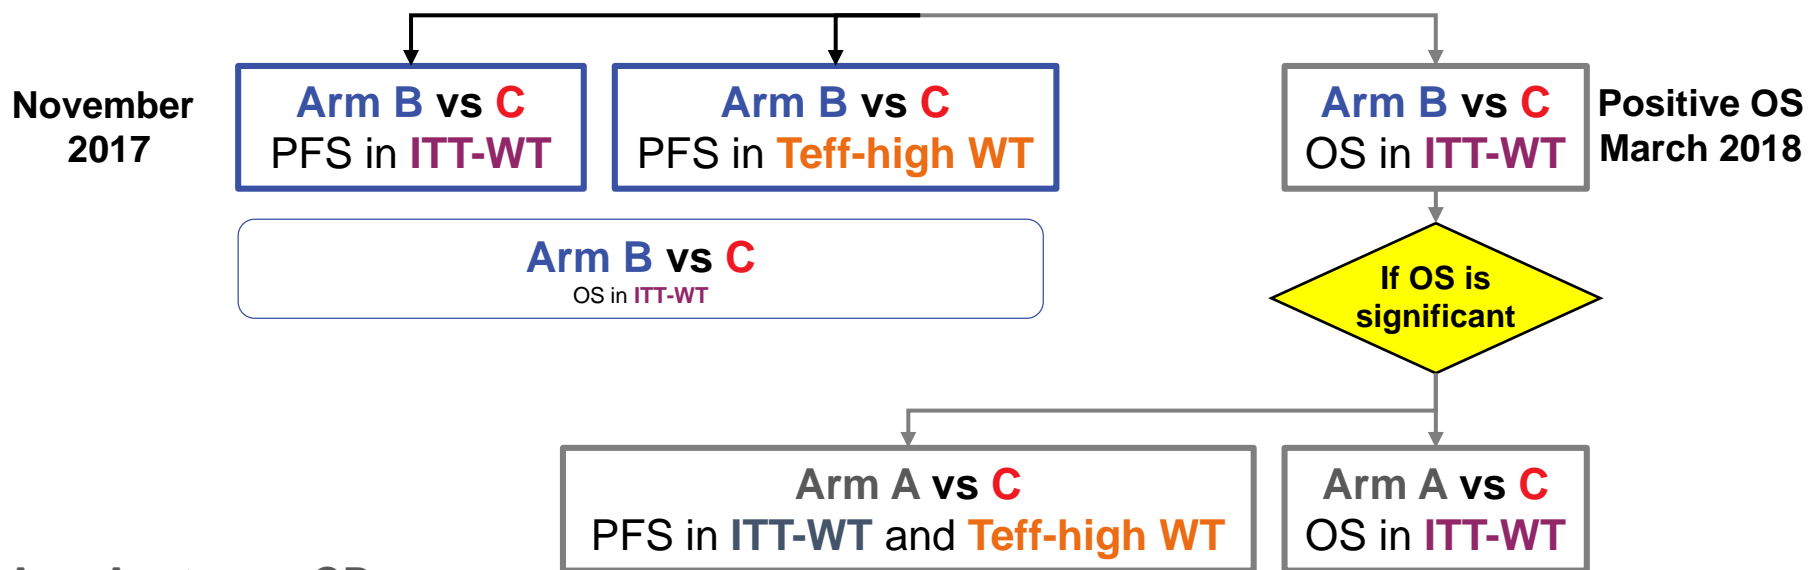 November
2017
Arm B vs C
PFS in ITT-WT
Arm B vs C
PFS in Teff-high WT
Arm B vs C
OS in ITT-WT
Positive OS
March 2018
Arm B vs C
OS in ITT-WT
If OS is
significant
Arm A vs C
PFS in ITT-WT and Teff-high WT
Arm A vs C
OS in ITT-WT